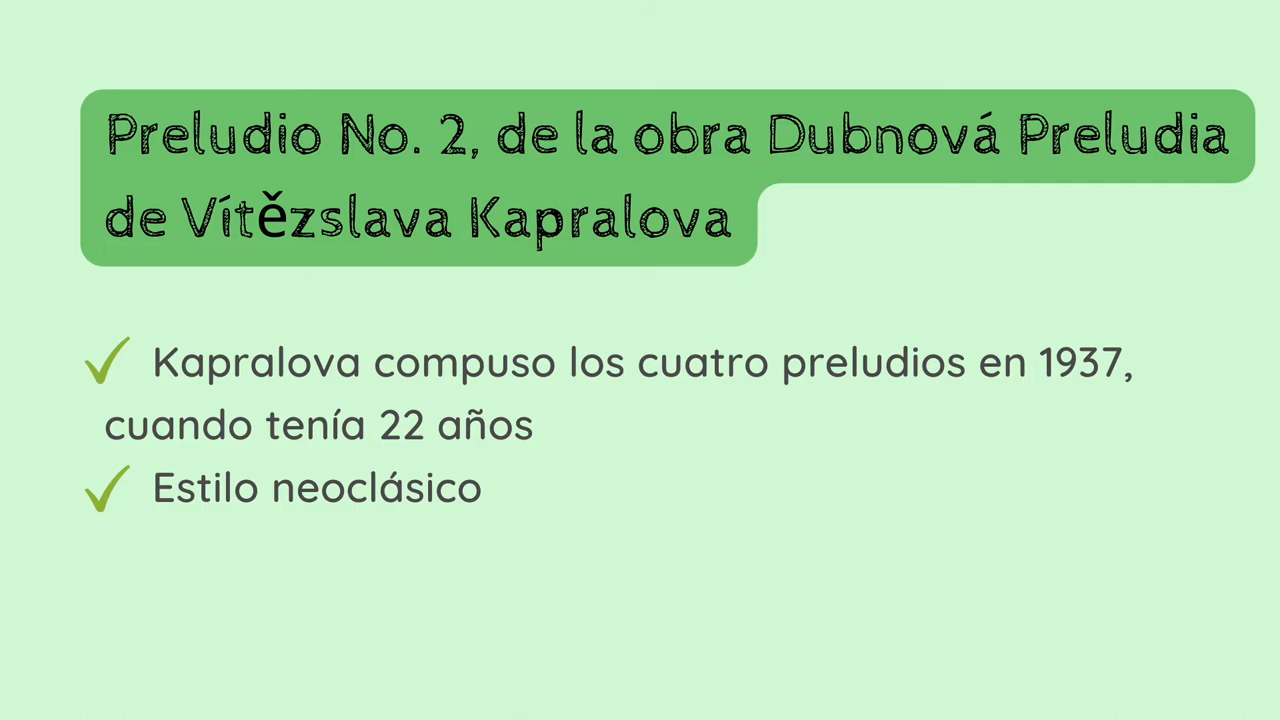 Preludio No. 2, de la obra Dubnová Preludia
de Vítězslava Kapralova
Kapralova compuso los cuatro preludios en 1937,
cuando tenía 22 años
Estilo neoclásico